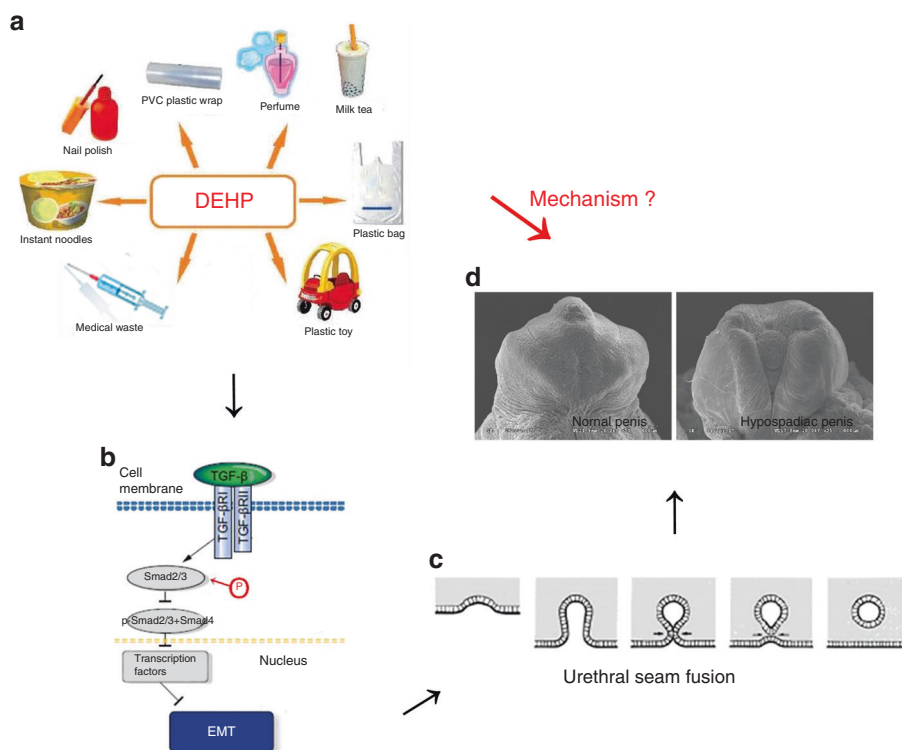 a
PVC plastic wrap
Perfume
Milk tea
Nail polish
DEHP
Instant noodles
Plastic bag
Medical waste
Plastic toy
Mechanism ?
d
Nornal penis
Hypospadiac penis
b
Cell
membrane
TGF-β
TGF-βRI
TGF-βRII
Smad2/3
P
p-Smad2/3+Smad4
Nucleus
Transcription
factors
EMT
c
Urethral seam fusion